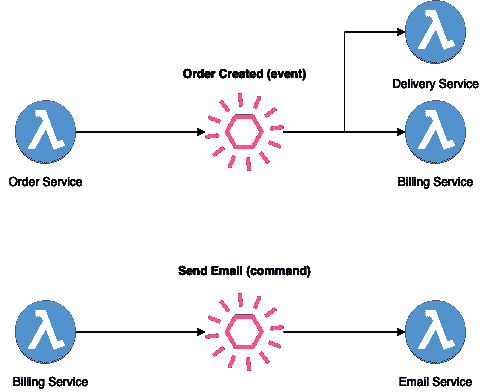 Order Created (event)
Delivery Service
Order Service
Billing Service
Send Email (command)
Billing Service
Email Service